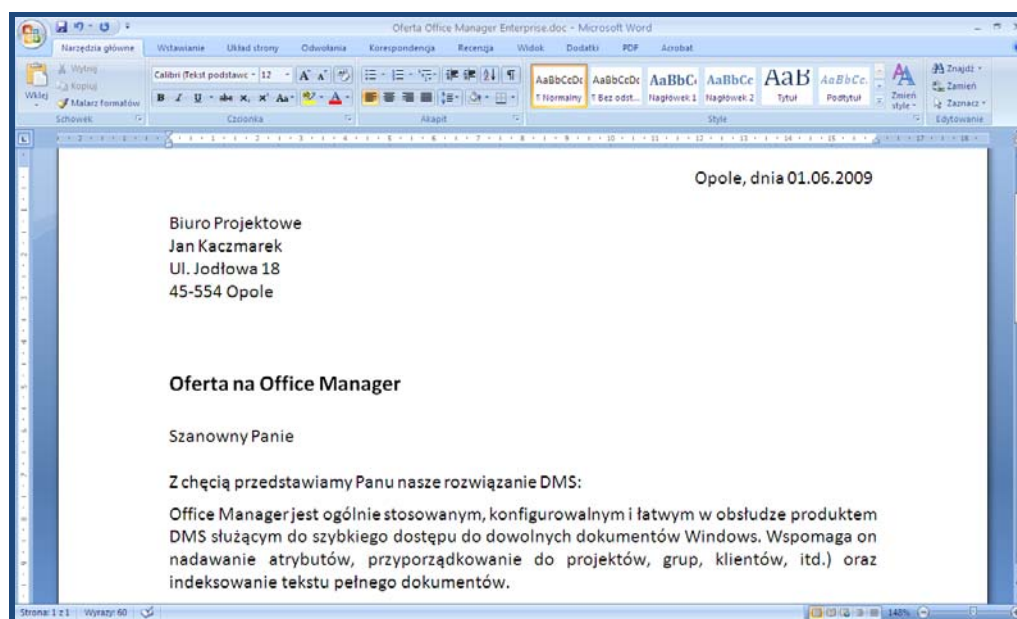 Oferta Office Manager Enterprise.doc - Microsoft Word
Narzędzia główne Wstawianie Układ strony Odwołania Korespondencja Recenzja Widok Dodatki PDF Acrobat
Wklej
Wytnij
Kopiuj
Malarz formatów
Schowek
Calibri (Tekst podstawc 12
Czcionka
Akapit
AaBbCcDc AaBbCcDc AaBbC AaBbCc AaB AaBbCc.
¶ Normalny ¶ Bez odst... Nagłówek 1 Nagłówek 2 Tytuł Podtytuł
Zmień style
Style
Znajdź
Zamień
Zaznacz
Edytowanie
Opole, dnia 01.06.2009
Biuro Projektowe
Jan Kaczmarek
Ul. Jodłowa 18
45-554 Opole
Oferta na Office Manager
Szanowny Panie
Z chęcią przedstawiamy Panu nasze rozwiązanie DMS:
Office Manager jest ogólnie stosowanym, konfigurowalnym i łatwym w obsłudze produktem
DMS służącym do szybkiego dostępu do dowolnych dokumentów Windows. Wspomaga on
nadawanie atrybutów, przyporządkowanie do projektów, grup, klientów, itd.) oraz
indeksowanie tekstu pełnego dokumentów.
Strona: 1 z 1 Wyrazy: 60 148%